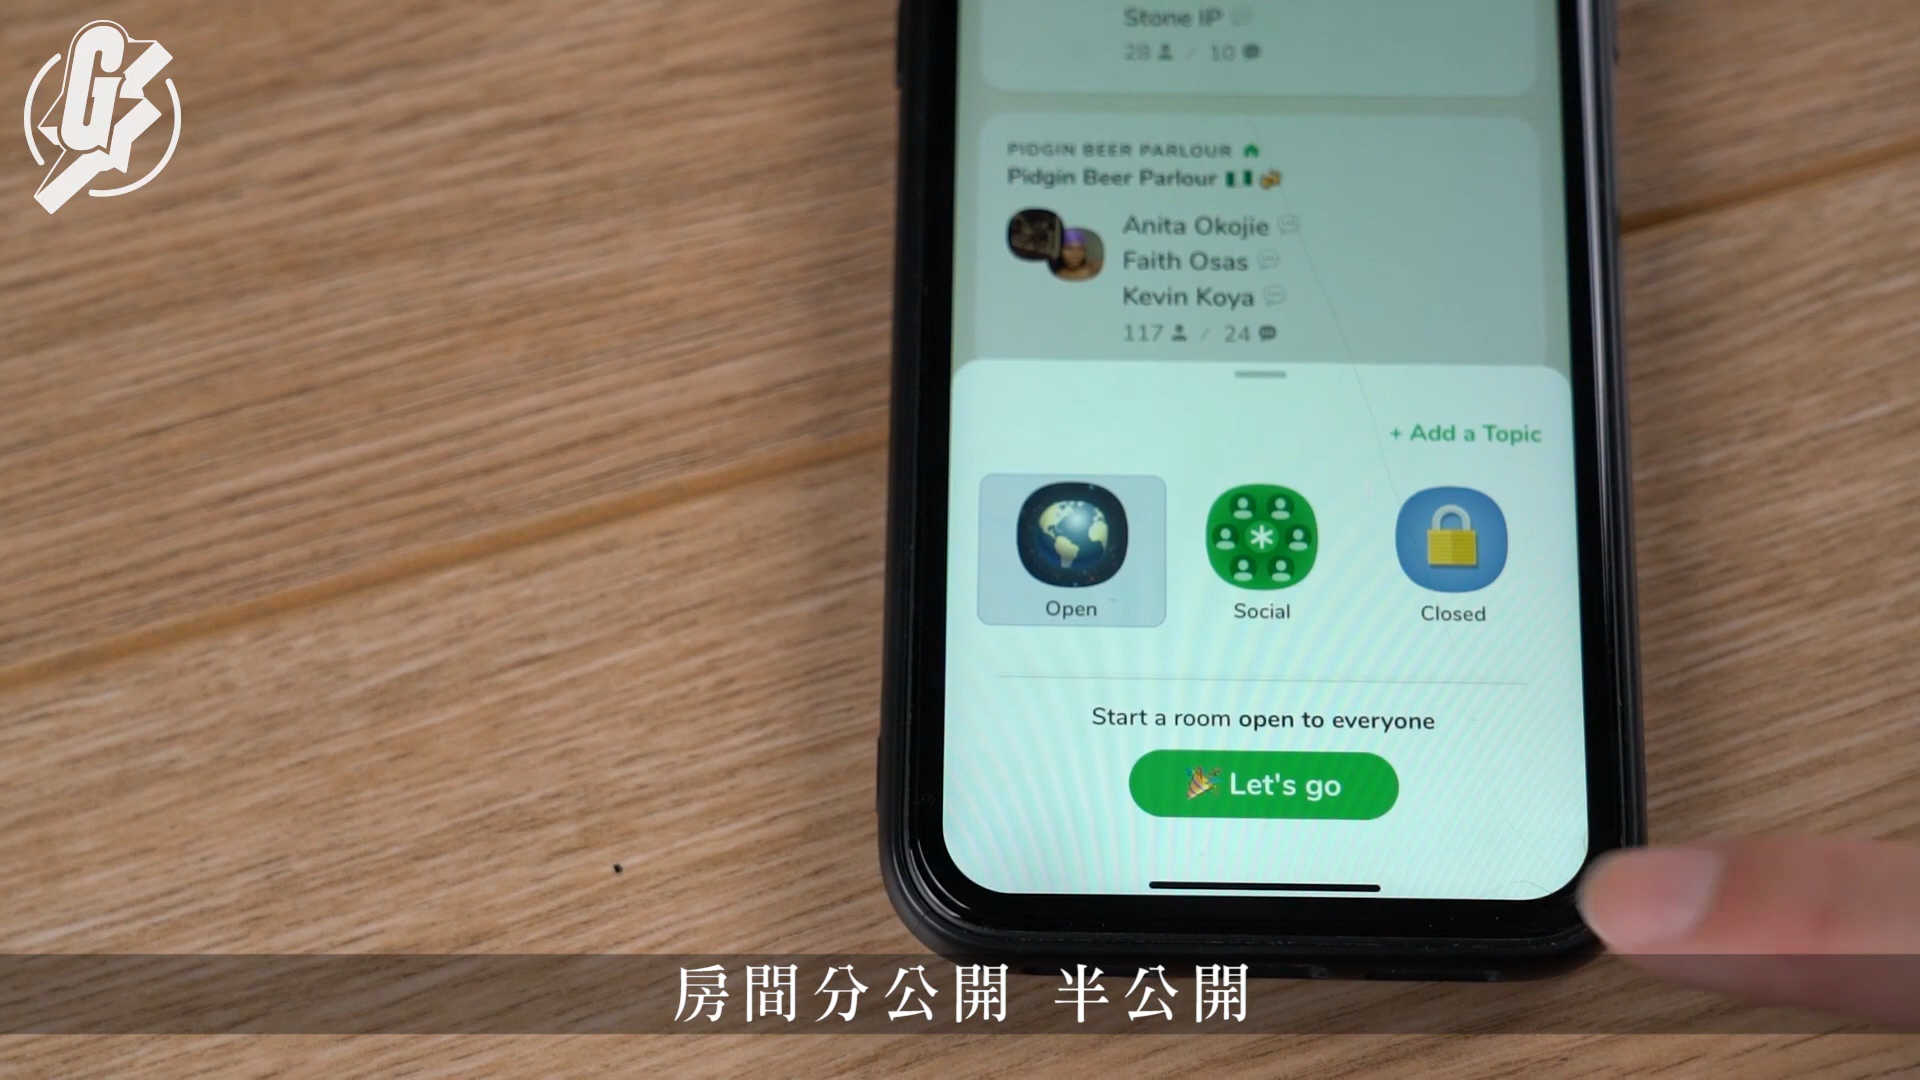 G
Stone IP
28 / 10
PIDGIN BEER PARLOUR
Pidgin Beer Parlour
Anita Okojie
Faith Osas
Kevin Koya
117 / 24
+ Add a Topic
Open
Social
Closed
Start a room open to everyone
Let's go
房間分公開 半公開